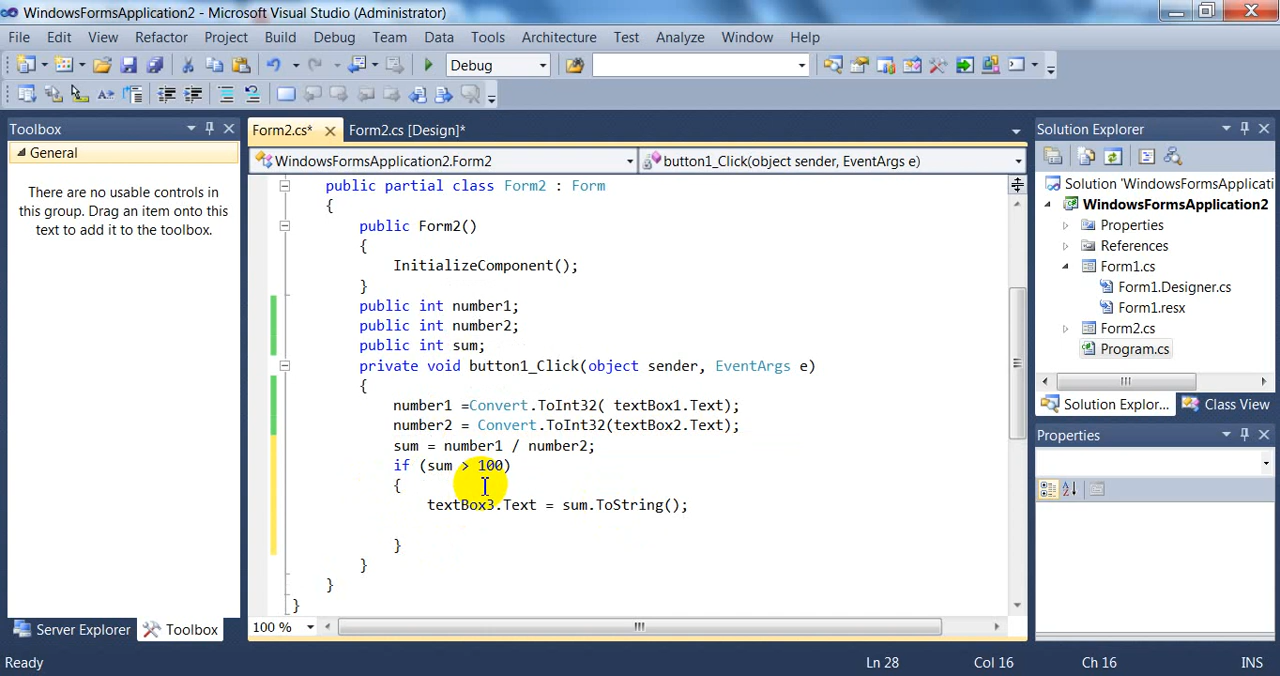 WindowsFormsApplication2 - Microsoft Visual Studio (Administrator)
File Edit View Refactor Project Build Debug Team Data Tools Architecture Test Analyze Window Help
Debug
Toolbox
General
There are no usable controls in
this group. Drag an item onto this
text to add it to the toolbox.
Server Explorer Toolbox
Form2.cs* Form2.cs [Design]*
WindowsFormsApplication2.Form2 button1_Click(object sender, EventArgs e)
public partial class Form2 : Form
{
public Form2()
{
InitializeComponent();
}
public int number1;
public int number2;
public int sum;
private void button1_Click(object sender, EventArgs e)
{
number1 =Convert.ToInt32( textBox1.Text);
number2 = Convert.ToInt32(textBox2.Text);
sum = number1 / number2;
if (sum > 100)
{
textBox3.Text = sum.ToString();
}
}
}
}
100 %
Solution Explorer
Solution 'WindowsFormsApplicati
WindowsFormsApplication2
Properties
References
Form1.cs
Form1.Designer.cs
Form1.resx
Form2.cs
Program.cs
Solution Explor... Class View
Properties
Ready Ln 28 Col 16 Ch 16 INS